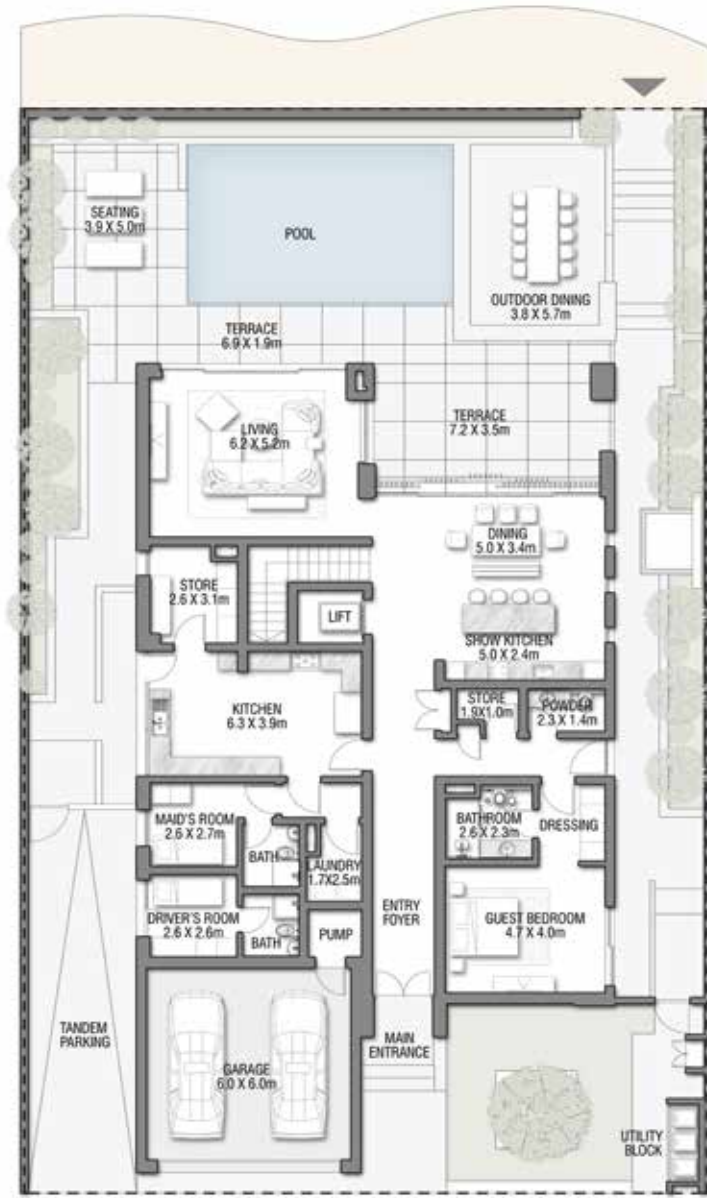 SEATING
3.9 X 5.0m
POOL
OUTDOOR DINING
3.8 X 5.7m
TERRACE
6.9 X 1.9m
LIVING
6.2 X 5.2m
TERRACE
7.2 X 3.5m
DINING
5.0 X 3.4m
STORE
2.6 X 3.1m
LIFT
SHOW KITCHEN
5.0 X 2.4m
KITCHEN
6.3 X 3.9m
STORE
1.9X1.0m
POWDER
2.3 X 1.4m
MAID'S ROOM
2.6 X 2.7m
BATH
LAUNDRY
1.7X2.5m
BATHROOM
2.6 X 2.3m
DRESSING
DRIVER'S ROOM
2.6 X 2.6m
BATH
PUMP
ENTRY
FOYER
GUEST BEDROOM
4.7 X 4.0m
TANDEM
PARKING
GARAGE
6.0 X 6.0m
MAIN
ENTRANCE
UTILITY
BLOCK